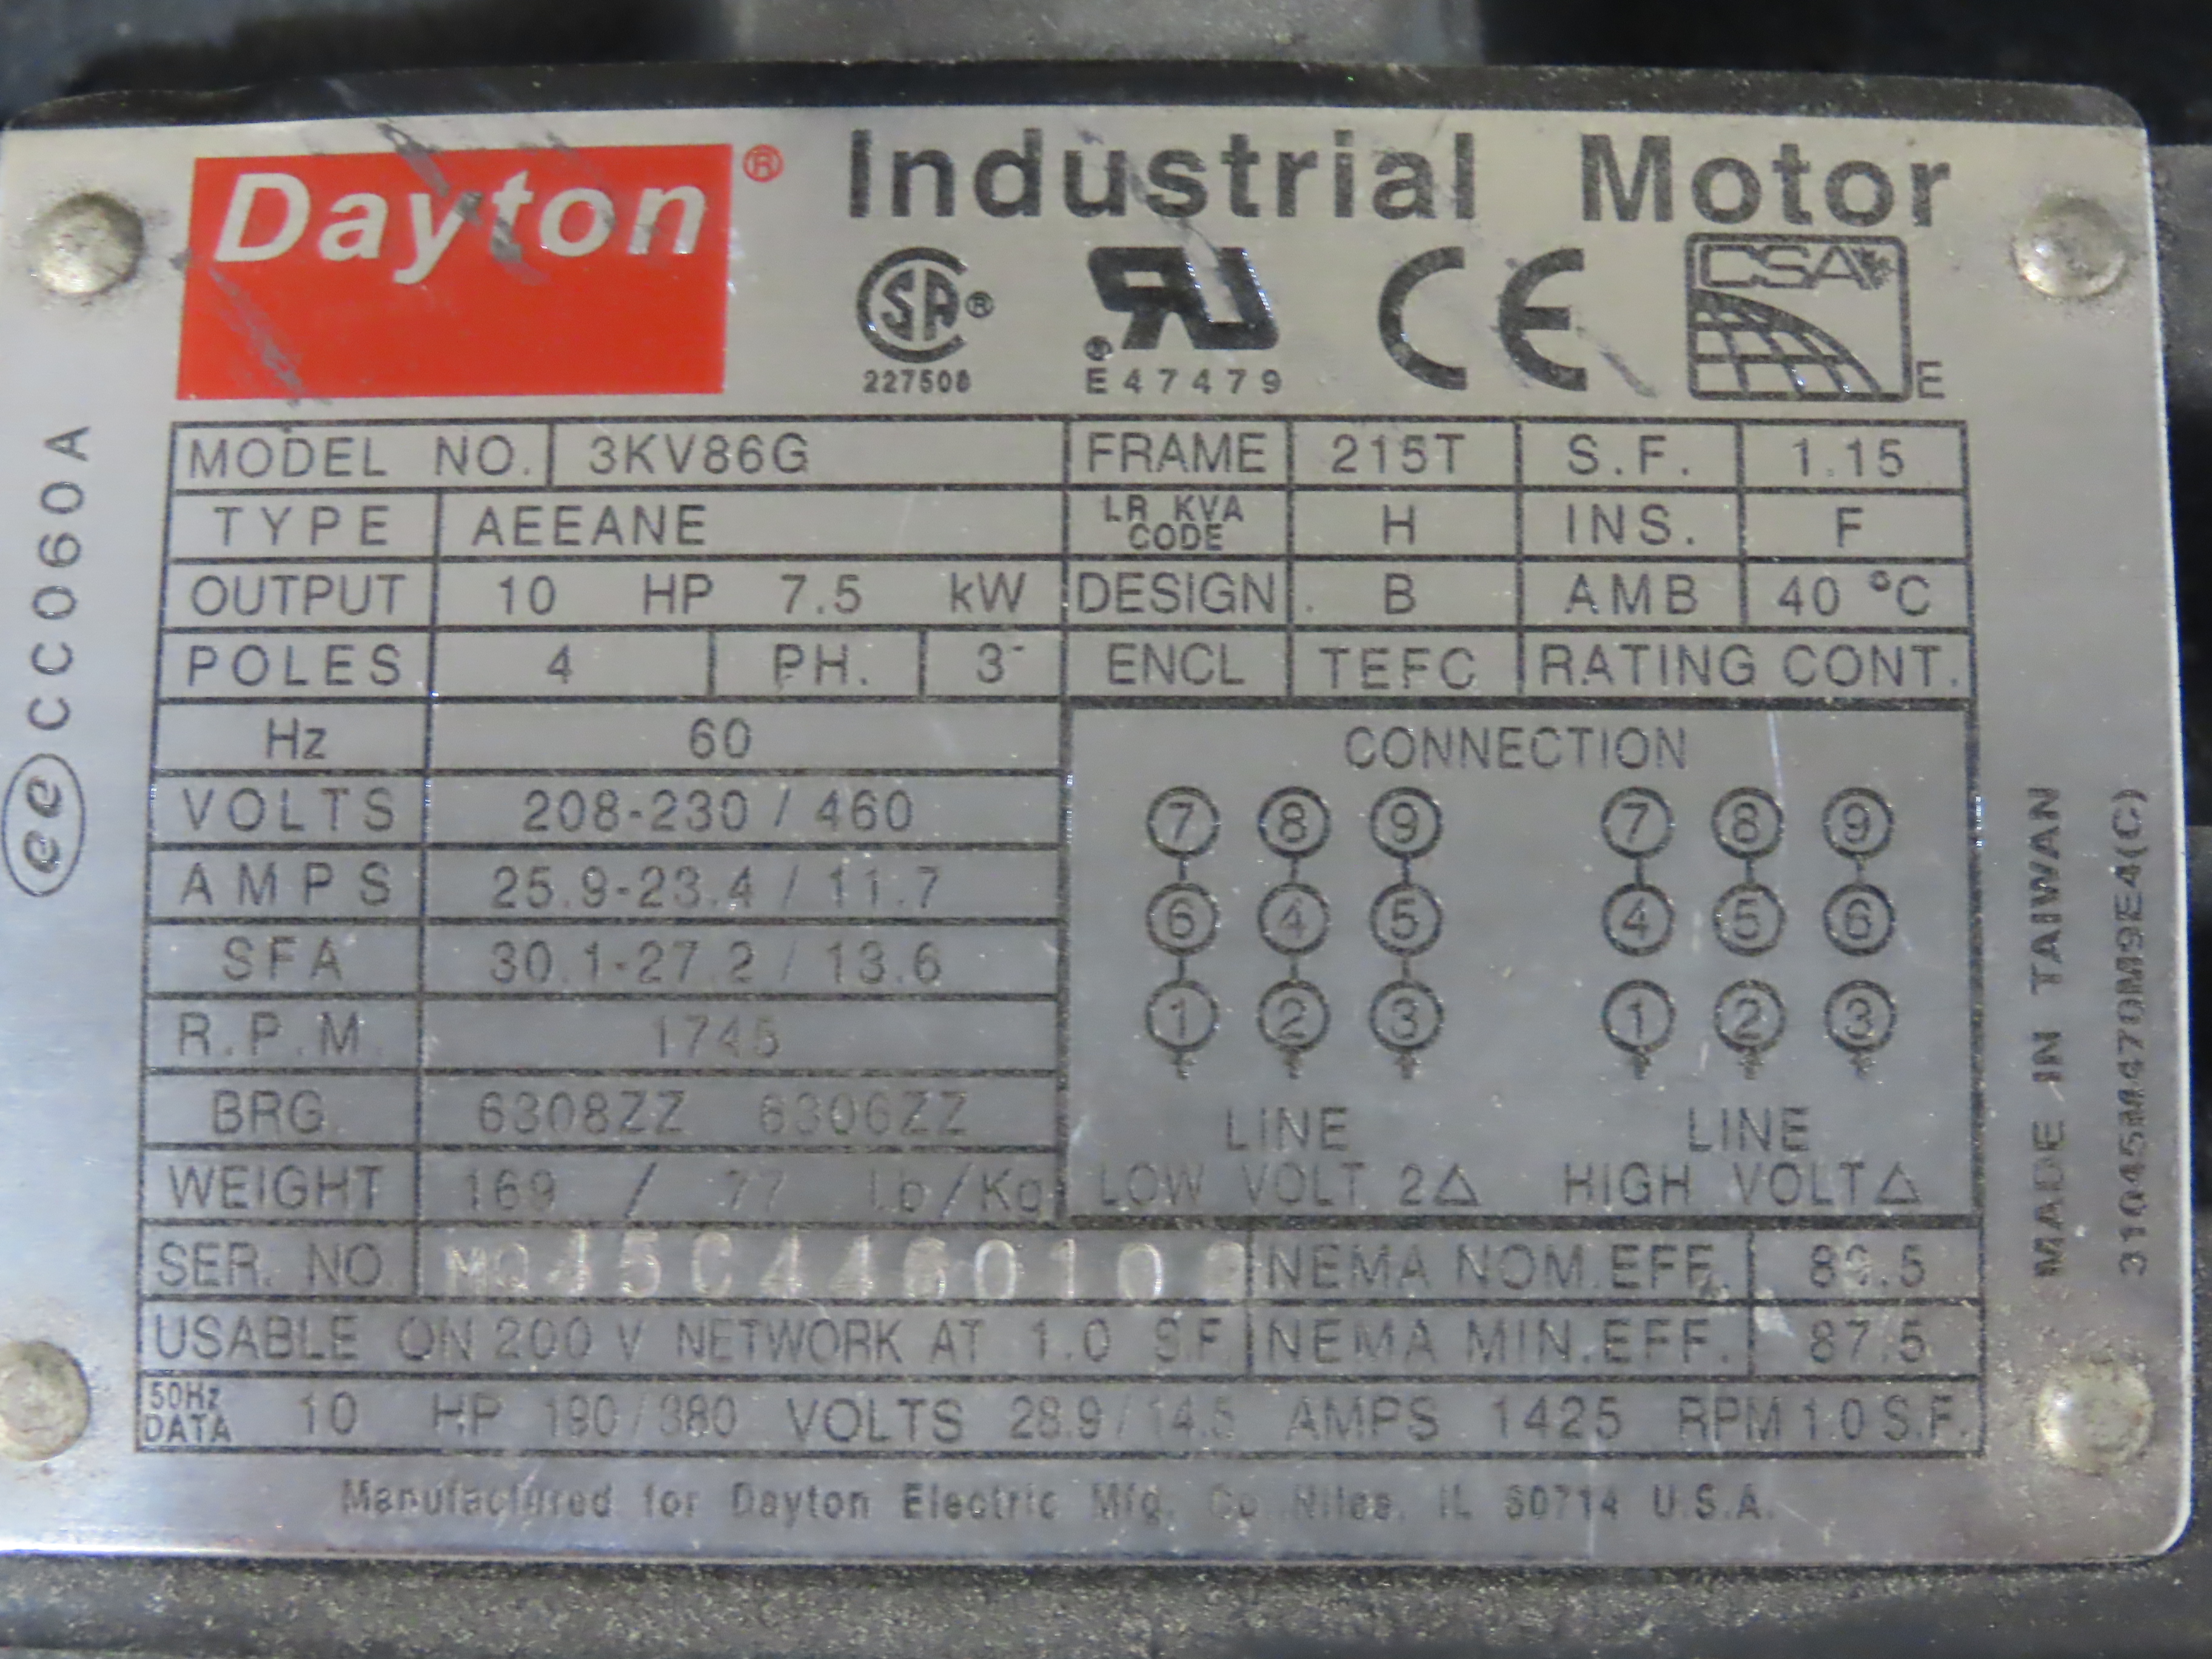 Dayton® Industrial Motor
CSA E
SA®
227508
E47479
CE
ee CC060A
MODEL NO. 3KV86G FRAME 215T S.F. 1.15
TYPE AEEANE LR KVA CODE H INS. F
OUTPUT 10 HP 7.5 kW DESIGN B AMB 40 °C
POLES 4 PH. 3 ENCL TEFC RATING CONT.
Hz 60
VOLTS 208-230 / 460
AMPS 25.9-23.4 / 11.7
SFA 30.1-27.2 / 13.6
R.P.M. 1745
BRG. 6308ZZ 6306ZZ
WEIGHT 169 / 77 Lb/Kg
CONNECTION
7 8 9 7 8 9
6 4 5 4 5 6
1 2 3 1 2 3
LINE LINE
LOW VOLT 2△ HIGH VOLT△
SER. NO. NEMA NOM.EFF. 89.5
USABLE ON 200 V NETWORK AT 1.0 S.F. NEMA MIN.EFF. 87.5
50Hz DATA 10 HP 190/380 VOLTS 28.9/14.5 AMPS 1425 RPM 1.0 S.F.
Manufactured for Dayton Electric Mfg. Co. Niles, IL 60714 U.S.A.
MADE IN TAIWAN
31045M470M9E4(C)